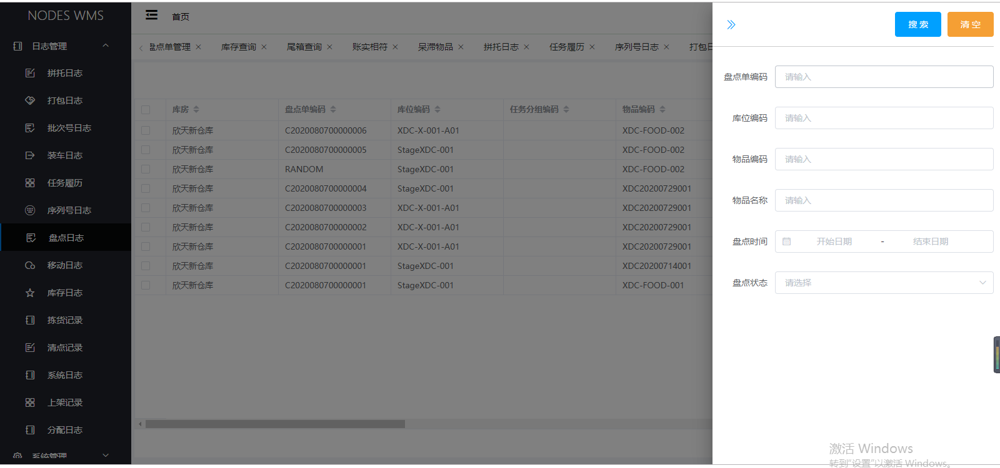 NODES WMS
首页
搜 索
清 空
日志管理
拼托日志
打包日志
批次号日志
装车日志
任务履历
序列号日志
盘点日志
移动日志
库存日志
拣货记录
清点记录
系统日志
上架记录
分配日志
系统管理
盘点单管理 库存查询 尾箱查询 账实相符 呆滞物品 拼托日志 任务履历 序列号日志 打包日
库房 盘点单编码 库位编码 任务分组编码 物品编码
欣天新仓库 C2020080700000006 XDC-X-001-A01 XDC-FOOD-002
欣天新仓库 C2020080700000005 StageXDC-001 XDC-FOOD-002
欣天新仓库 RANDOM StageXDC-001 XDC-FOOD-002
欣天新仓库 C2020080700000004 StageXDC-001 XDC20200729001
欣天新仓库 C2020080700000003 XDC-X-001-A01 XDC20200729001
欣天新仓库 C2020080700000002 XDC-X-001-A01 XDC20200729001
欣天新仓库 C2020080700000001 XDC-X-001-A01 XDC20200729001
欣天新仓库 C2020080700000001 StageXDC-001 XDC20200714001
欣天新仓库 C2020080700000001 StageXDC-001 XDC-FOOD-001
盘点单编码 请输入
库位编码 请输入
物品编码 请输入
物品名称 请输入
盘点时间 开始日期 - 结束日期
盘点状态 请选择
激活 Windows
转到“设置”以激活 Windows。